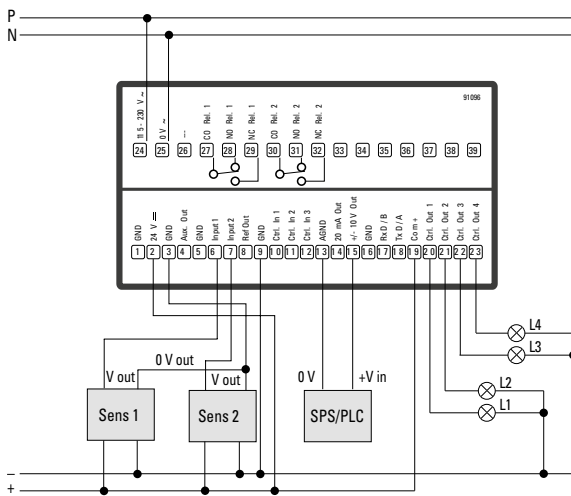 P
N
91096
115 - 230 V ~
0 V ~
---
CO Rel. 1
NO Rel. 1
NC Rel. 1
CO Rel. 2
NO Rel. 2
NC Rel. 2
24 25 26 27 28 29 30 31 32 33 34 35 36 37 38 39
GND
24 V
GND
Aux. Out
GND
Input1
Input2
Ref Out
GND
Ctrl. In 1
Ctrl. In 2
Ctrl. In 3
AGND
20 mA Out
+/- 10 V Out
GND
RxD / B
TxD / A
Com+
Ctrl. Out 1
Ctrl. Out 2
Ctrl. Out 3
Ctrl. Out 4
1 2 3 4 5 6 7 8 9 10 11 12 13 14 15 16 17 18 19 20 21 22 23
L4
L3
0 V out
V out
V out
0 V
+V in
L2
L1
Sens 1
Sens 2
SPS/PLC
–
+